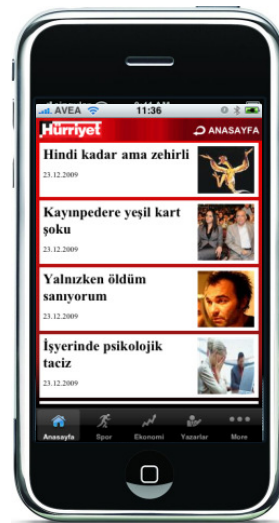 AVEA 11:36
Hürriyet ANASAYFA
Hindi kadar ama zehirli
23.12.2009
Kayınpedere yeşil kart
şoku
23.12.2009
Yalnızken öldüm
sanıyorum
23.12.2009
İşyerinde psikolojik
taciz
23.12.2009
Anasayfa Spor Ekonomi Yazarlar More